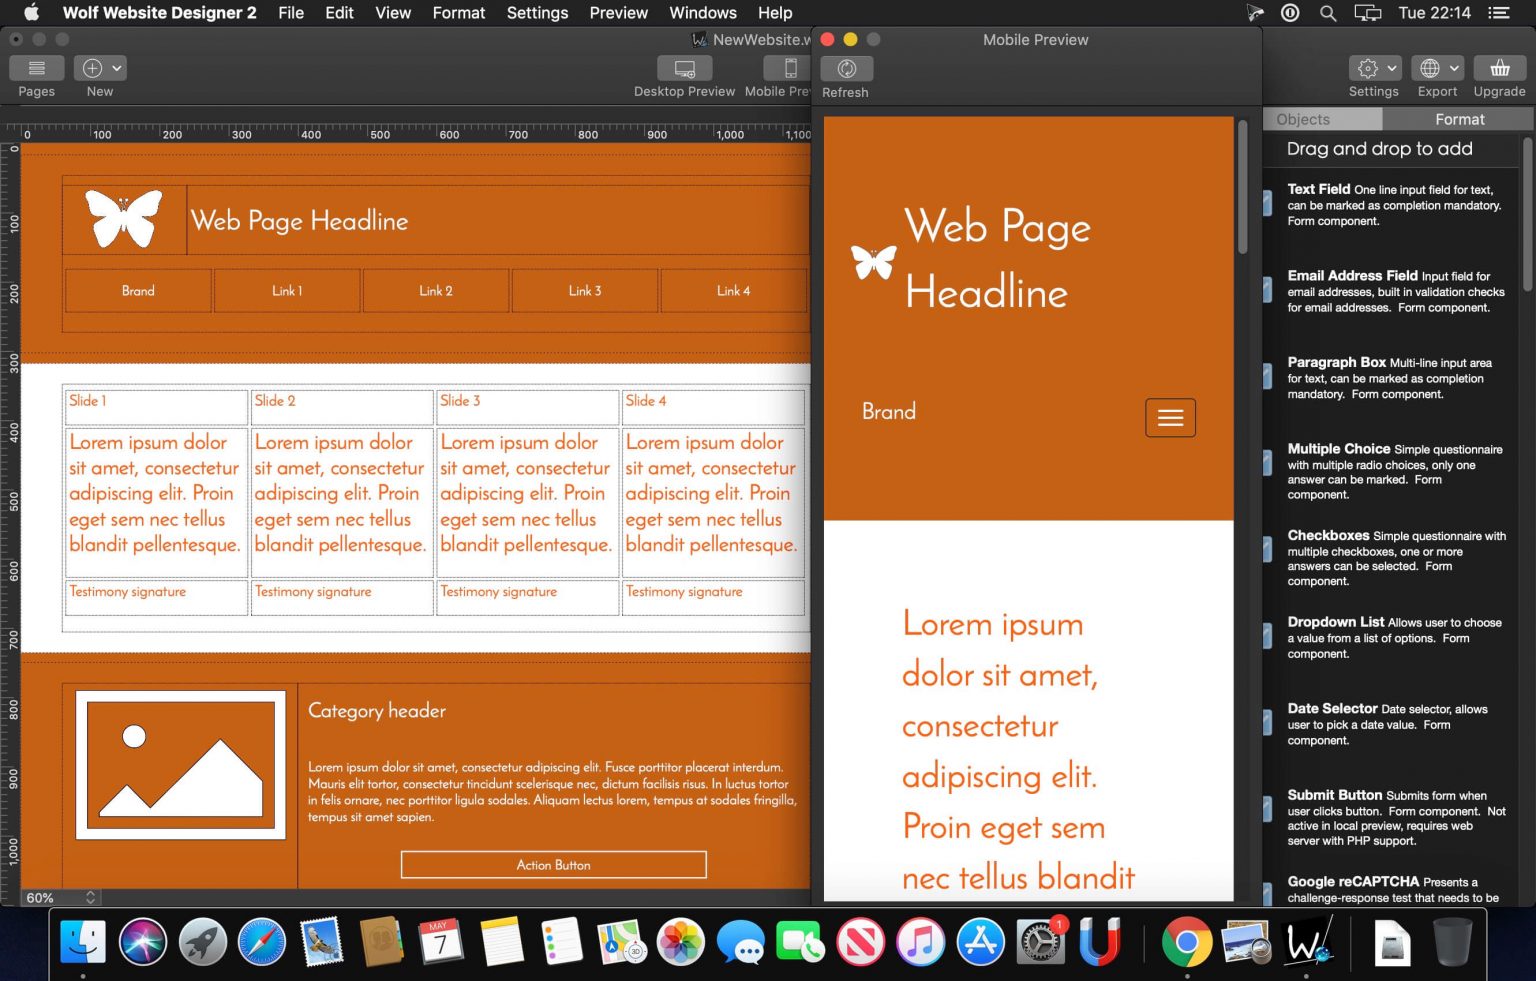 Wolf Website Designer 2 File Edit View Format Settings Preview Windows Help Tue 22:14
NewWebsite.w
Pages New Desktop Preview Mobile Pre
Mobile Preview
Refresh
Settings Export Upgrade
0 100 200 300 400 500 600 700 800 900 1,000 1,100
0
100
200
300
400
500
600
700
800
900
1,000
Web Page Headline
Brand Link 1 Link 2 Link 3 Link 4
Slide 1 Slide 2 Slide 3 Slide 4
Lorem ipsum dolor
sit amet, consectetur
adipiscing elit. Proin
eget sem nec tellus
blandit pellentesque.
Lorem ipsum dolor
sit amet, consectetur
adipiscing elit. Proin
eget sem nec tellus
blandit pellentesque.
Lorem ipsum dolor
sit amet, consectetur
adipiscing elit. Proin
eget sem nec tellus
blandit pellentesque.
Lorem ipsum dolor
sit amet, consectetur
adipiscing elit. Proin
eget sem nec tellus
blandit pellentesque.
Testimony signature Testimony signature Testimony signature Testimony signature
Category header
Lorem ipsum dolor sit amet, consectetur adipiscing elit. Fusce porttitor placerat interdum.
Mauris elit tortor, consectetur tincidunt scelerisque nec, dictum facilisis risus. In luctus tortor
in felis ornare, nec porttitor ligula sodales. Aliquam lectus lorem, tempus at sodales fringilla,
tempus sit amet sapien.
Action Button
60%
Web Page
Headline
Brand
Lorem ipsum
dolor sit amet,
consectetur
adipiscing elit.
Proin eget sem
nec tellus blandit
Objects Format
Drag and drop to add
Text Field One line input field for text,
can be marked as completion mandatory.
Form component.
Email Address Field Input field for
email addresses, built in validation checks
for email addresses. Form component.
Paragraph Box Multi-line input area
for text, can be marked as completion
mandatory. Form component.
Multiple Choice Simple questionnaire
with multiple radio choices, only one
answer can be marked. Form
component.
Checkboxes Simple questionnaire with
multiple checkboxes, one or more
answers can be selected. Form
component.
Dropdown List Allows user to choose
a value from a list of options. Form
component.
Date Selector Date selector, allows
user to pick a date value. Form
component.
Submit Button Submits form when
user clicks button. Form component. Not
active in local preview, requires web
server with PHP support.
Google reCAPTCHA Presents a
challenge-response test that needs to be
MAY
7
3D
1
W